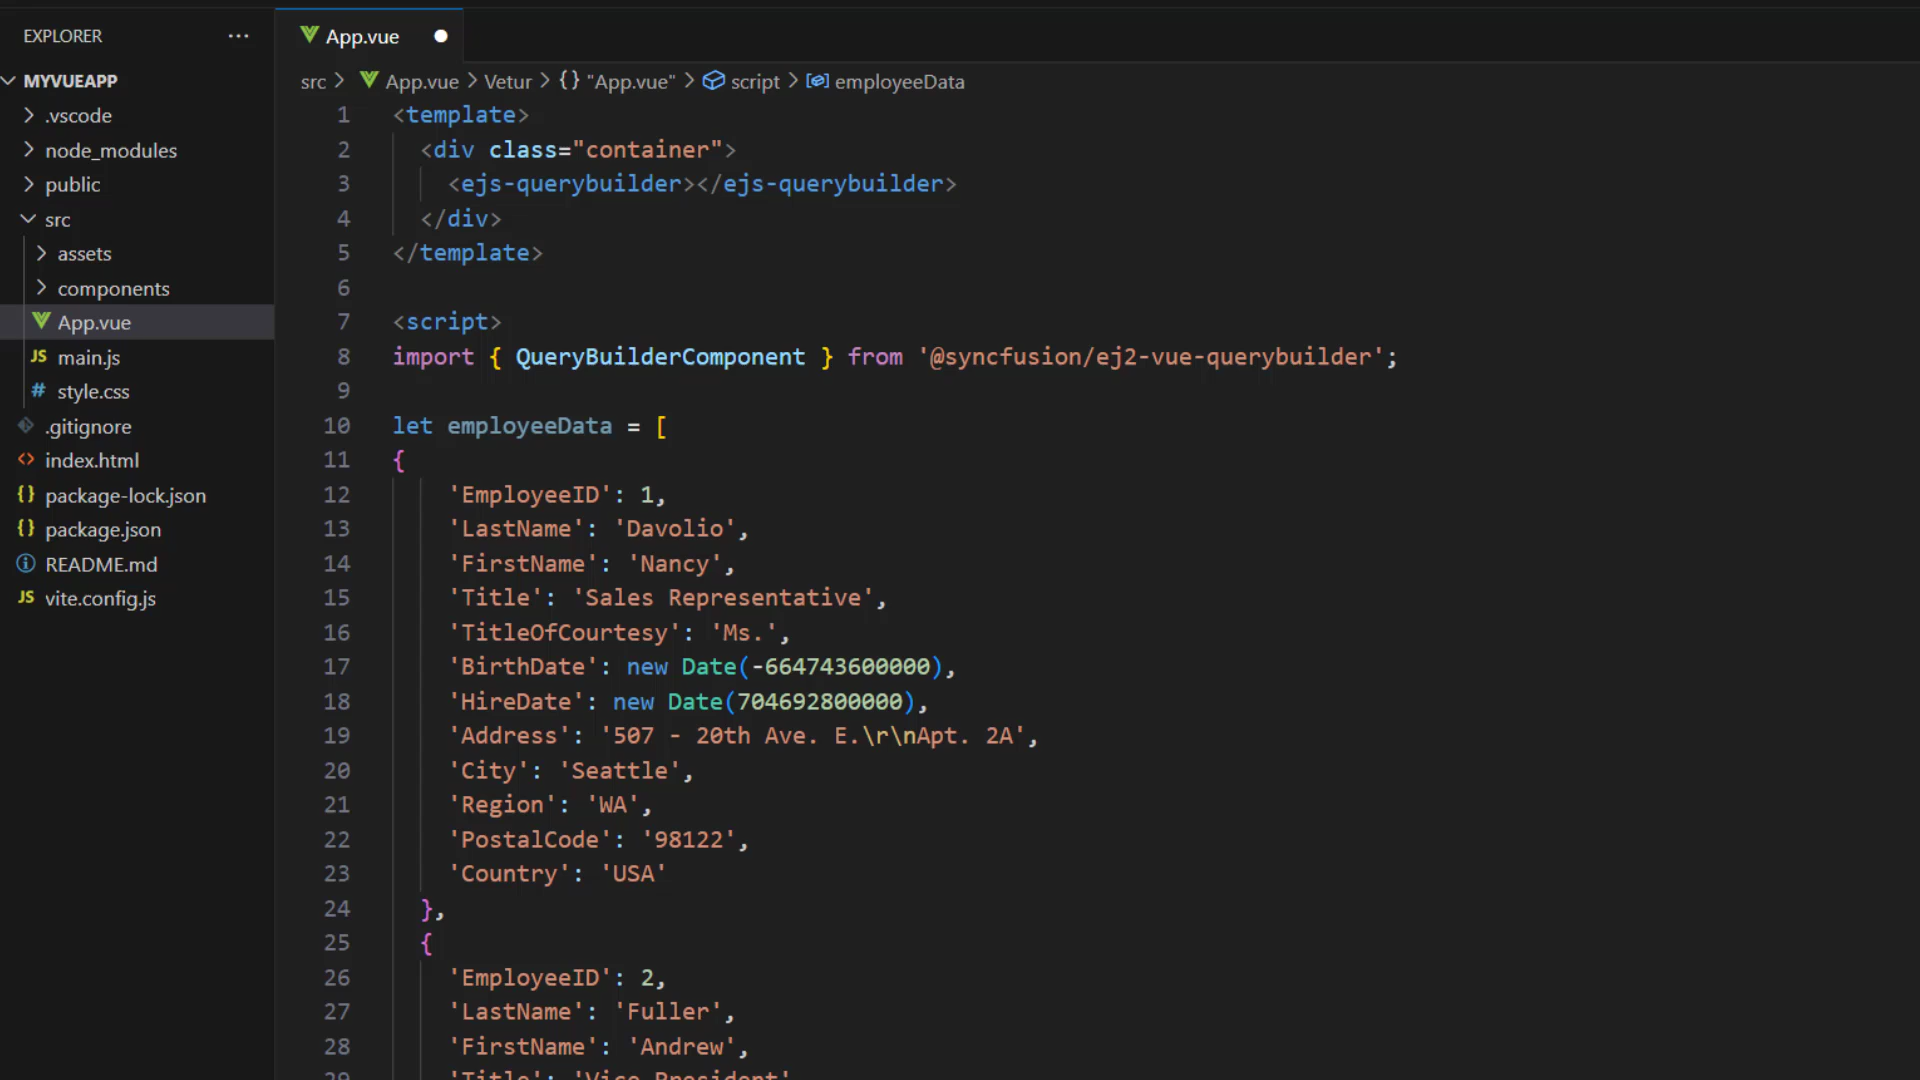 EXPLORER ...
MYVUEAPP
.vscode
node_modules
public
src
assets
components
App.vue
JS main.js
# style.css
.gitignore
<> index.html
{} package-lock.json
{} package.json
README.md
JS vite.config.js
App.vue
src > App.vue > Vetur > {} "App.vue" > script > employeeData
1 <template>
2 <div class="container">
3 <ejs-querybuilder></ejs-querybuilder>
4 </div>
5 </template>
6
7 <script>
8 import { QueryBuilderComponent } from '@syncfusion/ej2-vue-querybuilder';
9
10 let employeeData = [
11 {
12 'EmployeeID': 1,
13 'LastName': 'Davolio',
14 'FirstName': 'Nancy',
15 'Title': 'Sales Representative',
16 'TitleOfCourtesy': 'Ms.',
17 'BirthDate': new Date(-664743600000),
18 'HireDate': new Date(704692800000),
19 'Address': '507 - 20th Ave. E.\r\nApt. 2A',
20 'City': 'Seattle',
21 'Region': 'WA',
22 'PostalCode': '98122',
23 'Country': 'USA'
24 },
25 {
26 'EmployeeID': 2,
27 'LastName': 'Fuller',
28 'FirstName': 'Andrew',
29 'Title': 'Vice President'